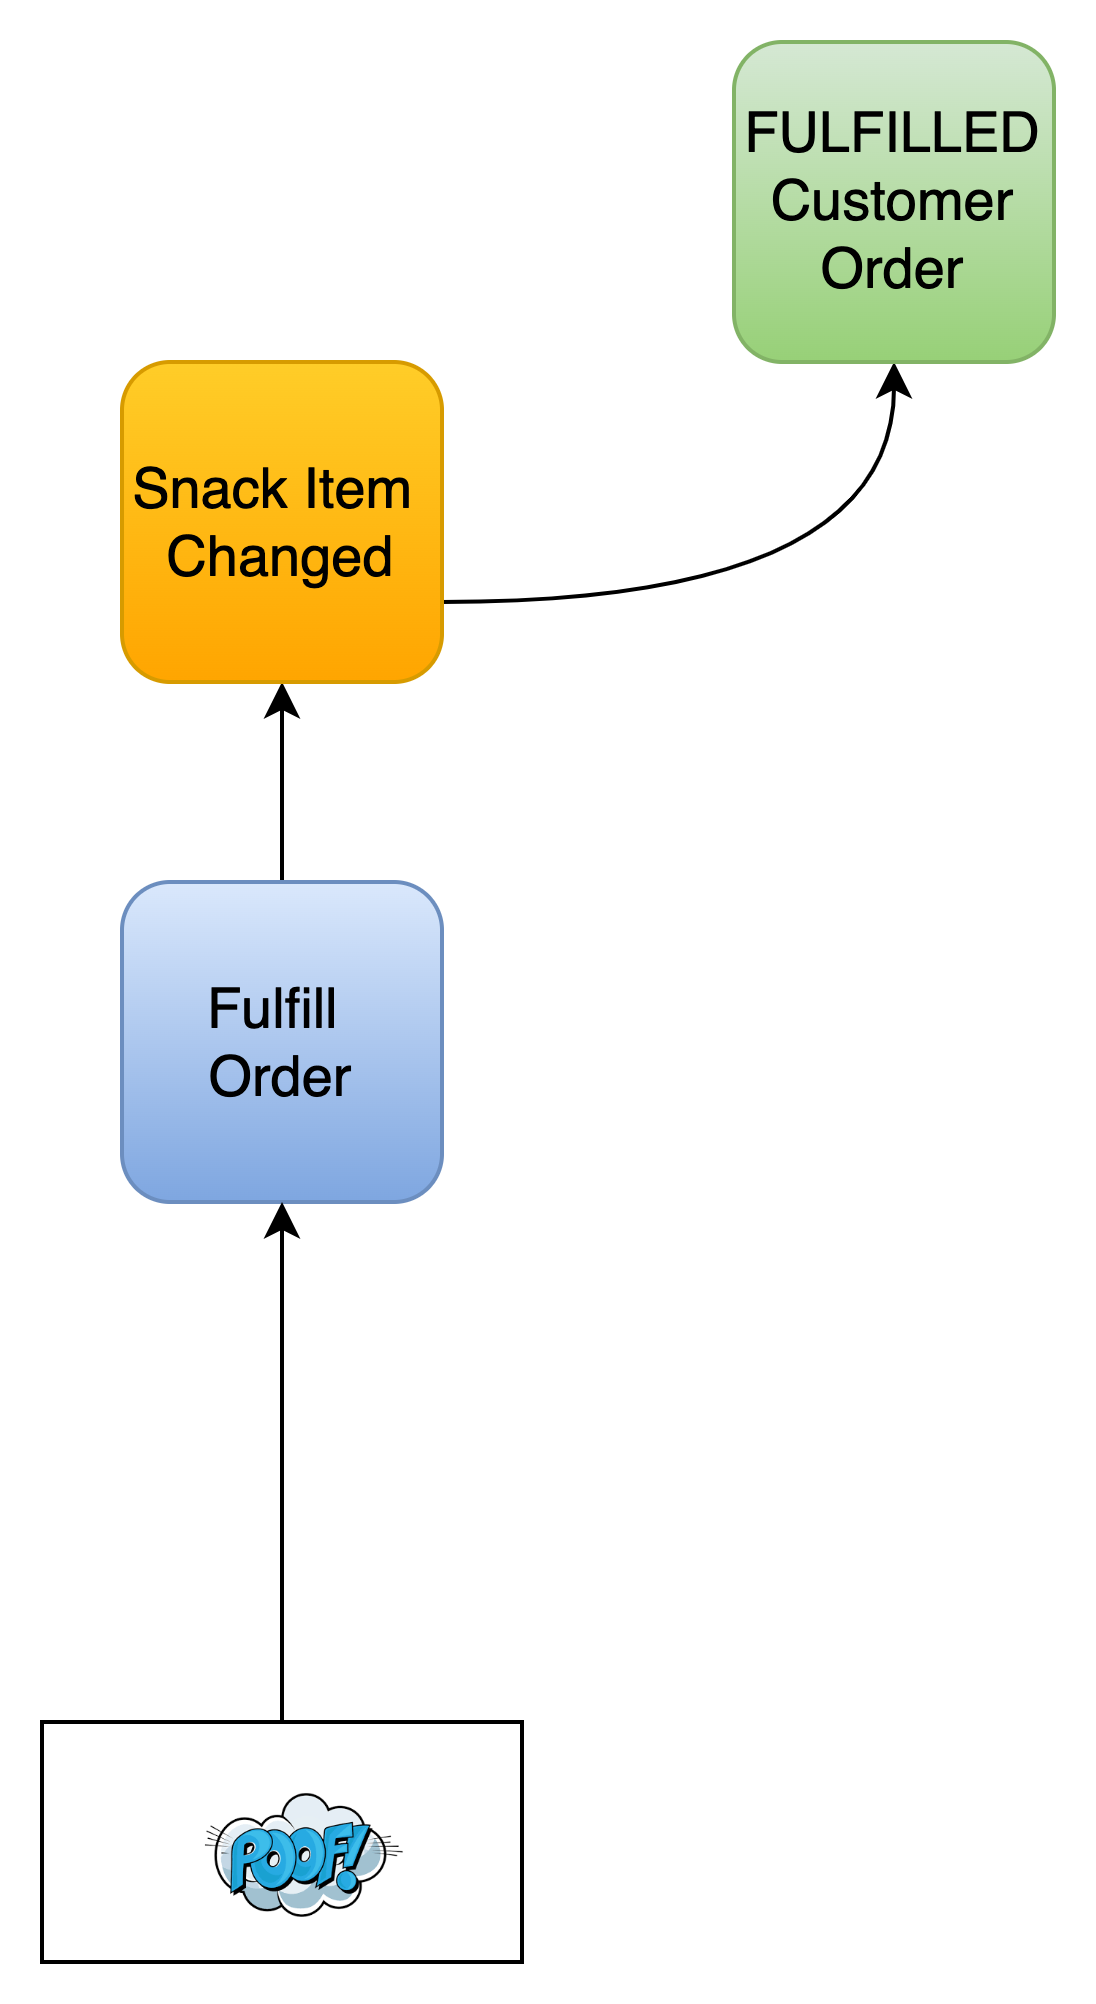 FULFILLED
Customer
Order
Snack Item
Changed
Fulfill
Order
POOF!